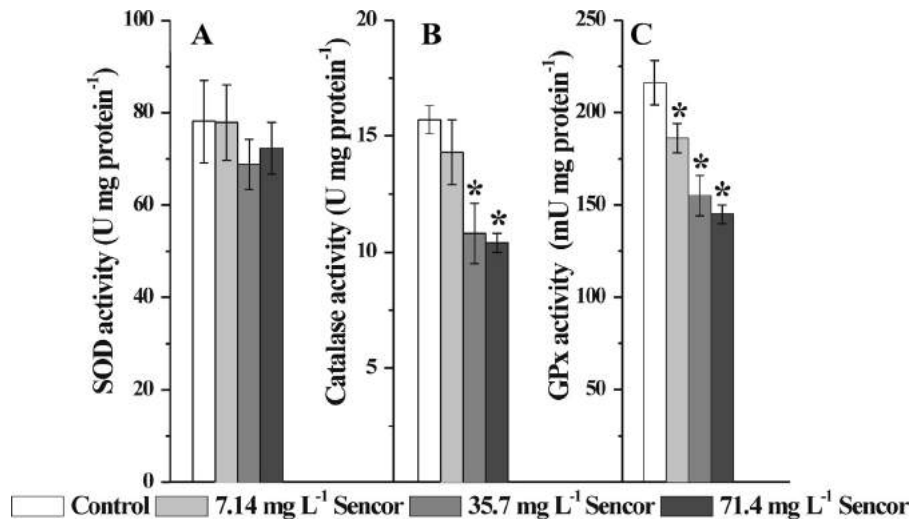 A
SOD activity (U mg protein⁻¹)
100
80
60
40
20
0
B
Catalase activity (U mg protein⁻¹)
20
15
10
5
0
* *
C
GPx activity (mU mg protein⁻¹)
250
200
150
100
50
0
* * *
Control
7.14 mg L⁻¹ Sencor
35.7 mg L⁻¹ Sencor
71.4 mg L⁻¹ Sencor